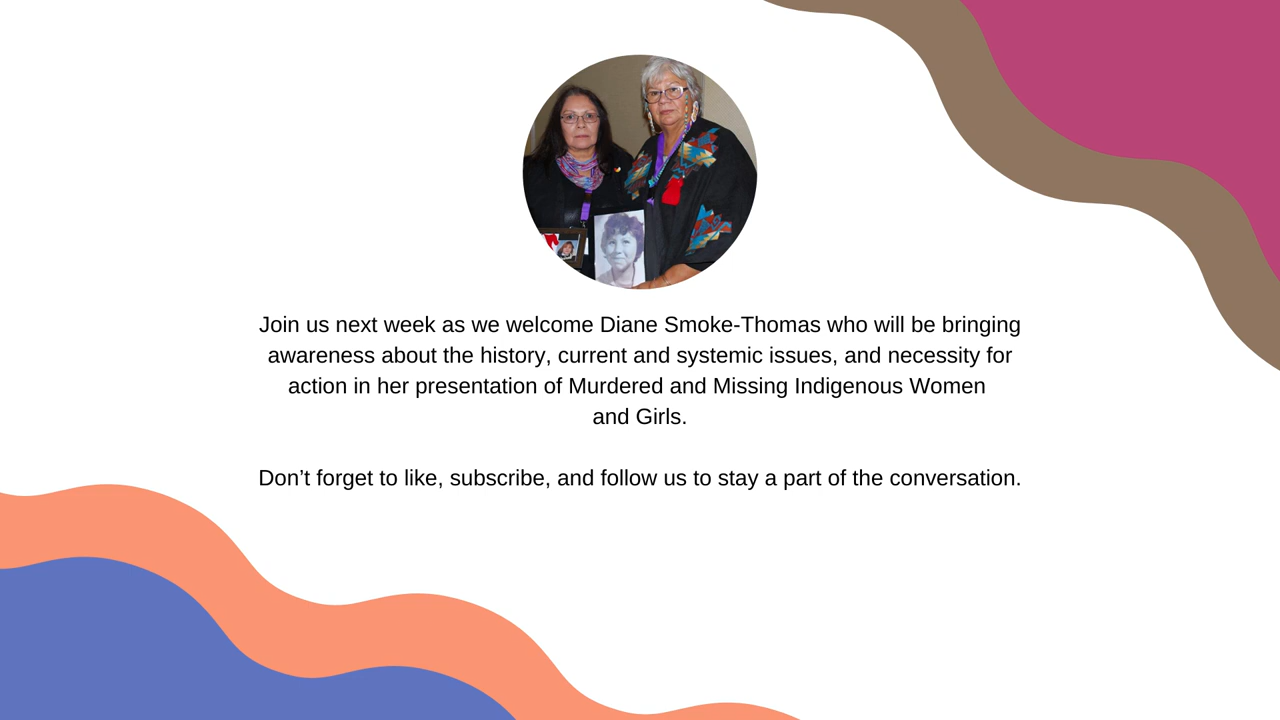 Join us next week as we welcome Diane Smoke-Thomas who will be bringing
awareness about the history, current and systemic issues, and necessity for
action in her presentation of Murdered and Missing Indigenous Women
and Girls.
Don’t forget to like, subscribe, and follow us to stay a part of the conversation.